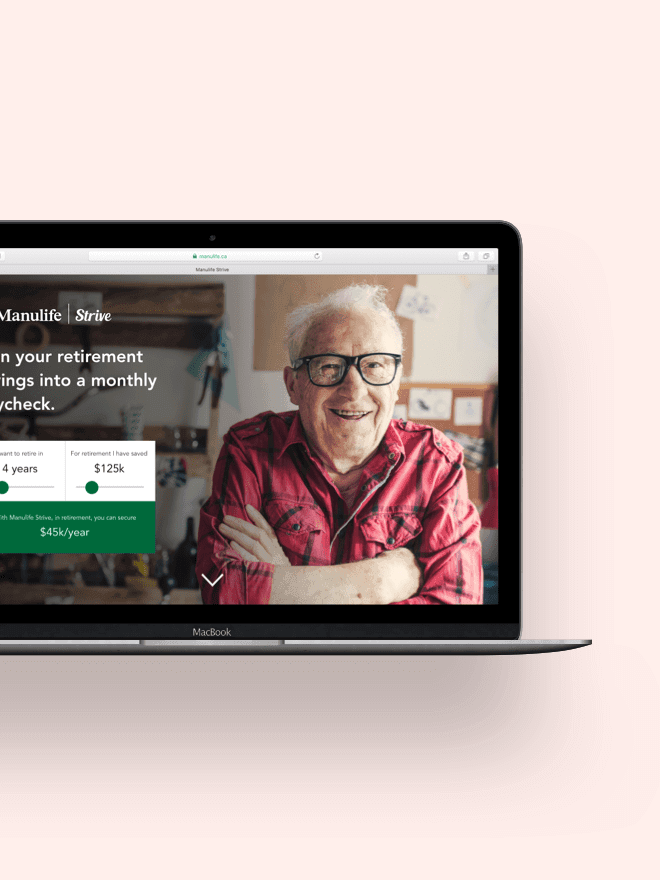 manulife.ca
Manulife Strive
Manulife | Strive
n your retirement
ings into a monthly
ycheck.
want to retire in
For retirement I have saved
4 years
$125k
ith Manulife Strive, in retirement, you can secure
$45k/year
MacBook